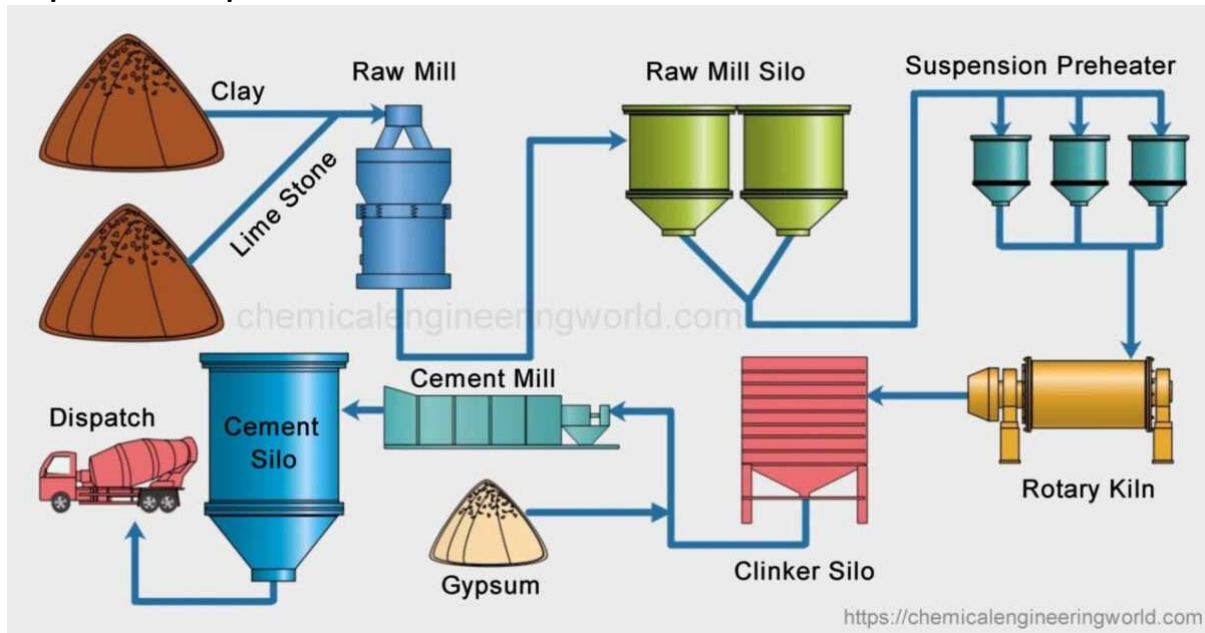 Clay
Lime Stone
Raw Mill
Raw Mill Silo
Suspension Preheater
chemicalengineeringworld.com
Rotary Kiln
Clinker Silo
Gypsum
Cement Mill
Cement
Silo
Dispatch
https://chemicalengineeringworld.com